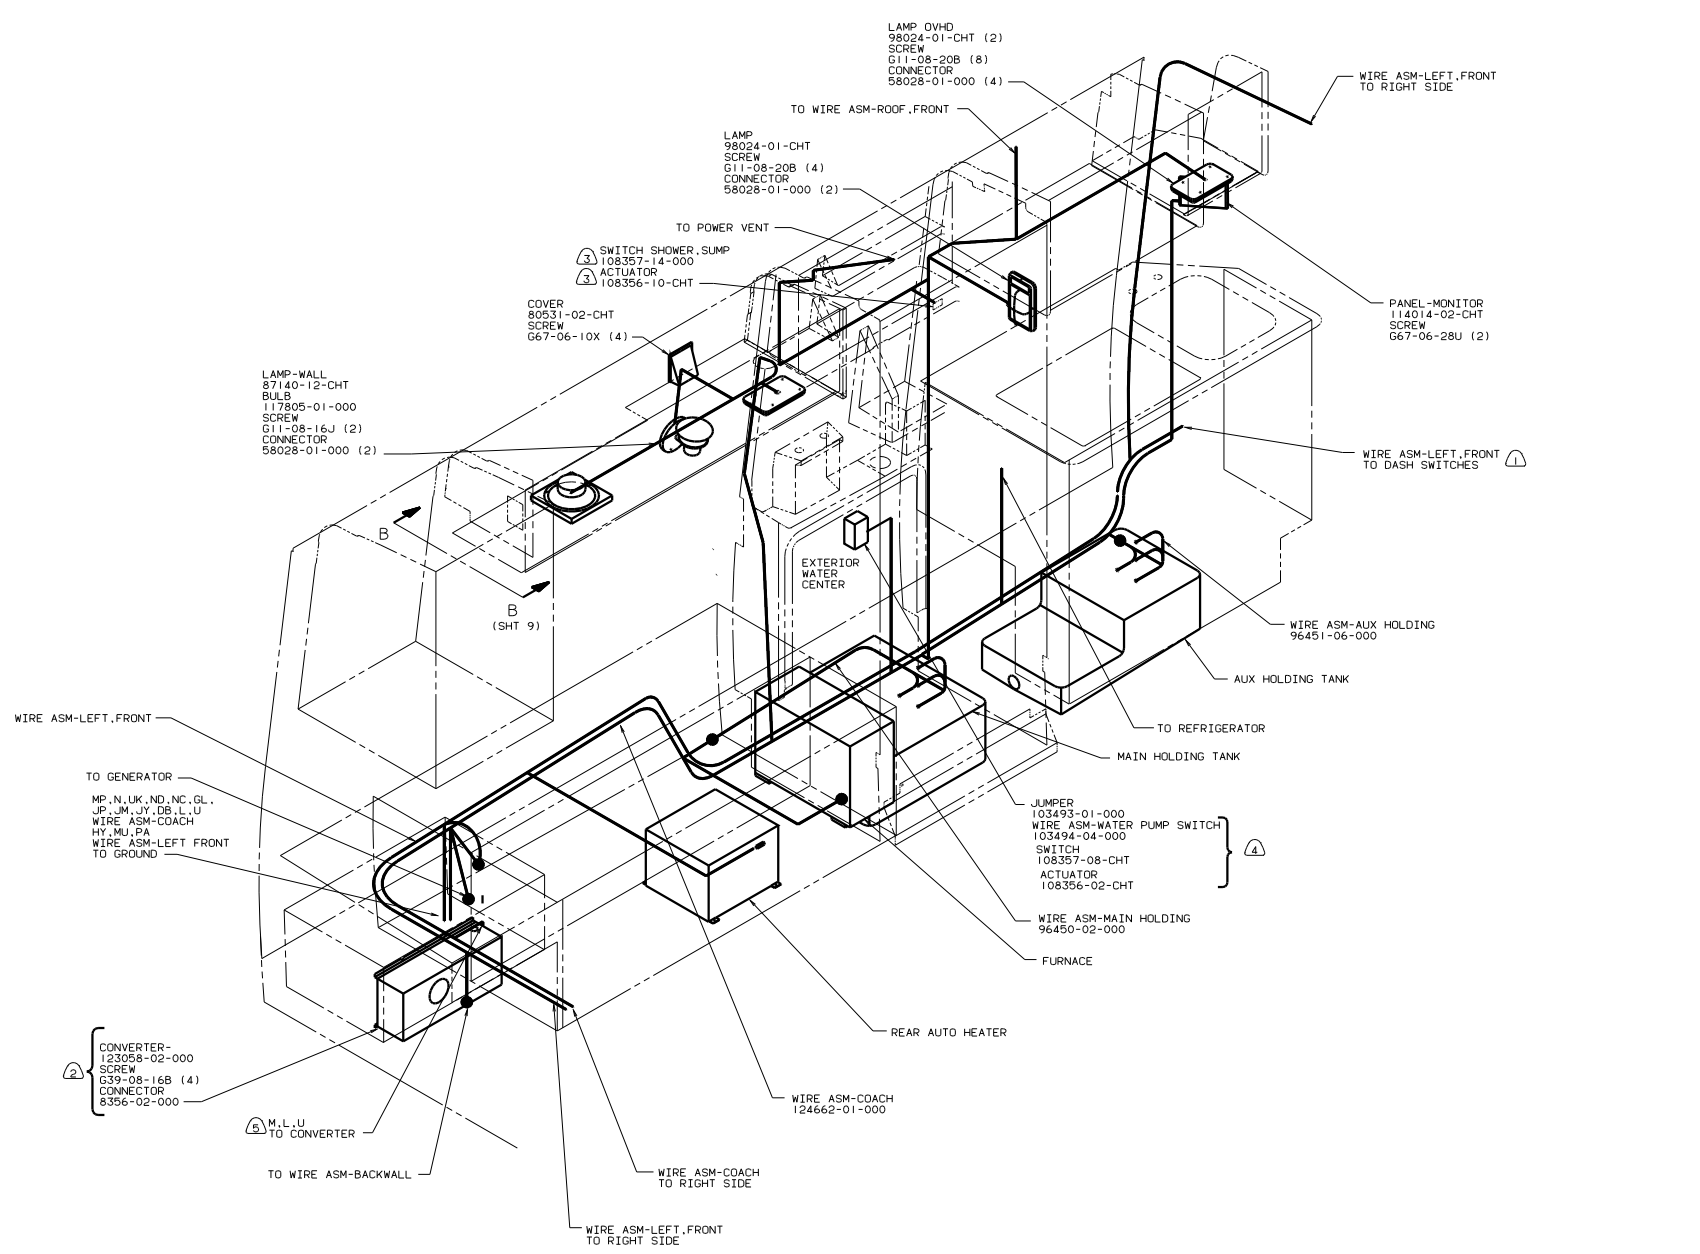 LAMP OVHD
98024-01-CHT (2)
SCREW
G11-08-20B (8)
CONNECTOR
58028-01-000 (4)
WIRE ASM-LEFT,FRONT
TO RIGHT SIDE
TO WIRE ASM-ROOF,FRONT
LAMP
98024-01-CHT
SCREW
G11-08-20B (4)
CONNECTOR
58028-01-000 (2)
TO POWER VENT
3 SWITCH SHOWER,SUMP
108357-14-000
3 ACTUATOR
108356-10-CHT
COVER
80531-02-CHT
SCREW
G67-06-10X (4)
PANEL-MONITOR
114014-02-CHT
SCREW
G67-06-28U (2)
LAMP-WALL
87140-12-CHT
BULB
117805-01-000
SCREW
G11-08-16J (2)
CONNECTOR
58028-01-000 (2)
WIRE ASM-LEFT,FRONT
TO DASH SWITCHES 1
B
B
(SHT 9)
EXTERIOR
WATER
CENTER
WIRE ASM-AUX HOLDING
96451-06-000
AUX HOLDING TANK
TO REFRIGERATOR
MAIN HOLDING TANK
WIRE ASM-LEFT,FRONT
TO GENERATOR
MP,N,UK,ND,NC,GL,
JP,JM,JY,DB,L,U
WIRE ASM-COACH
HY,MU,PA
WIRE ASM-LEFT FRONT
TO GROUND
JUMPER
103493-01-000
WIRE ASM-WATER PUMP SWITCH
103494-04-000
SWITCH
108357-08-CHT
ACTUATOR
108356-02-CHT
4
WIRE ASM-MAIN HOLDING
96450-02-000
FURNACE
REAR AUTO HEATER
2
CONVERTER-
123058-02-000
SCREW
G39-08-16B (4)
CONNECTOR
8356-02-000
WIRE ASM-COACH
124662-01-000
5 M,L,U
TO CONVERTER
TO WIRE ASM-BACKWALL
WIRE ASM-COACH
TO RIGHT SIDE
WIRE ASM-LEFT,FRONT
TO RIGHT SIDE